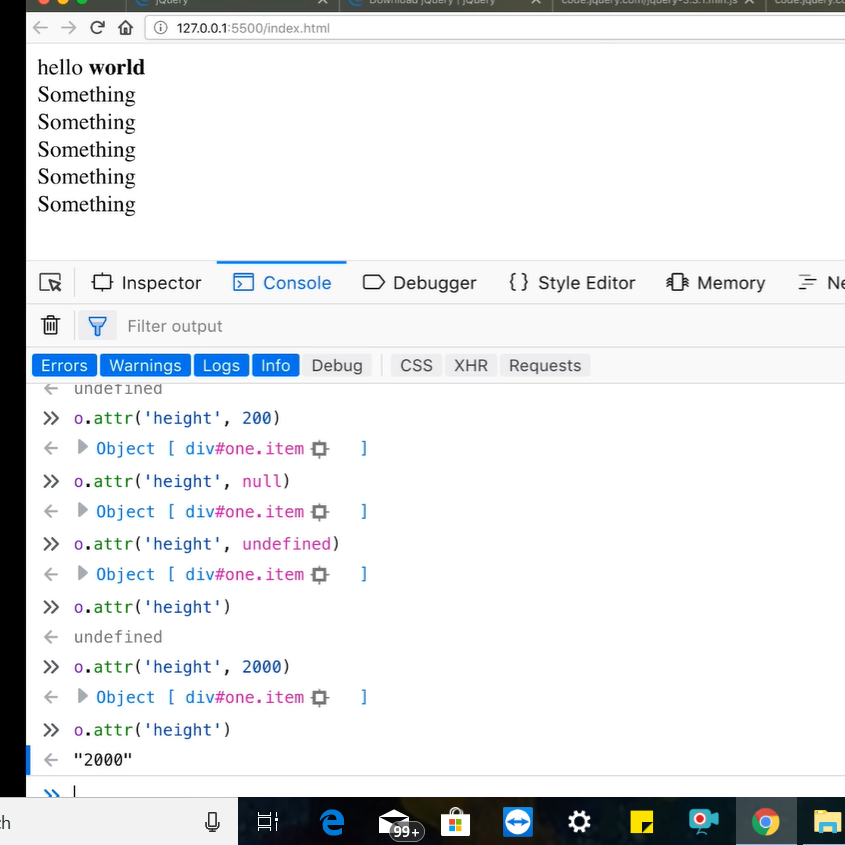 jQuery
Download jQuery | jQuery
code.jquery.com/jquery-3.3.1.min.js
127.0.0.1:5500/index.html
hello world
Something
Something
Something
Something
Something
Inspector Console Debugger Style Editor Memory Ne
Filter output
Errors Warnings Logs Info Debug CSS XHR Requests
undefined
o.attr('height', 200)
Object [ div#one.item ]
o.attr('height', null)
Object [ div#one.item ]
o.attr('height', undefined)
Object [ div#one.item ]
o.attr('height')
undefined
o.attr('height', 2000)
Object [ div#one.item ]
o.attr('height')
"2000"
ch
99+